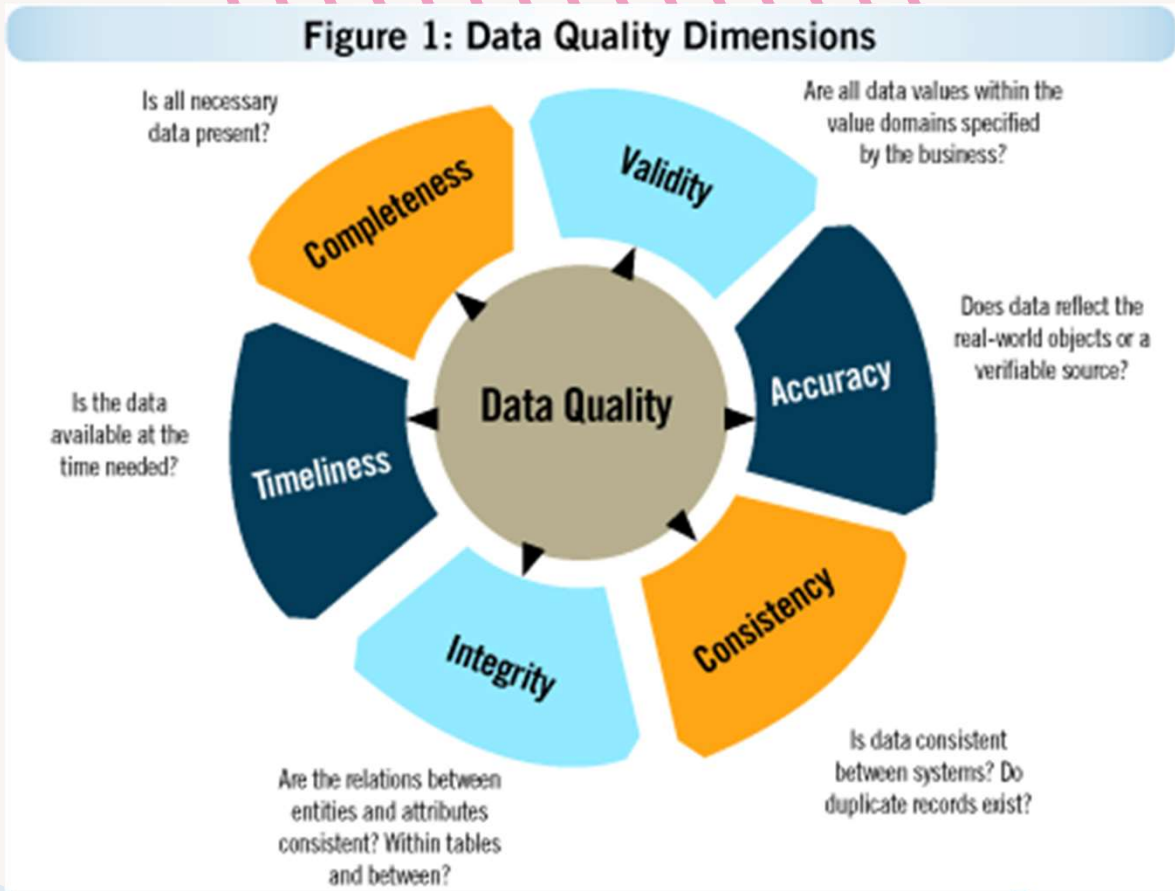 Figure 1: Data Quality Dimensions
Is all necessary
data present?
Completeness
Validity
Are all data values within the
value domains specified
by the business?
Accuracy
Does data reflect the
real-world objects or a
verifiable source?
Data Quality
Is the data
available at the
time needed?
Timeliness
Integrity
Are the relations between
entities and attributes
consistent? Within tables
and between?
Consistency
Is data consistent
between systems? Do
duplicate records exist?